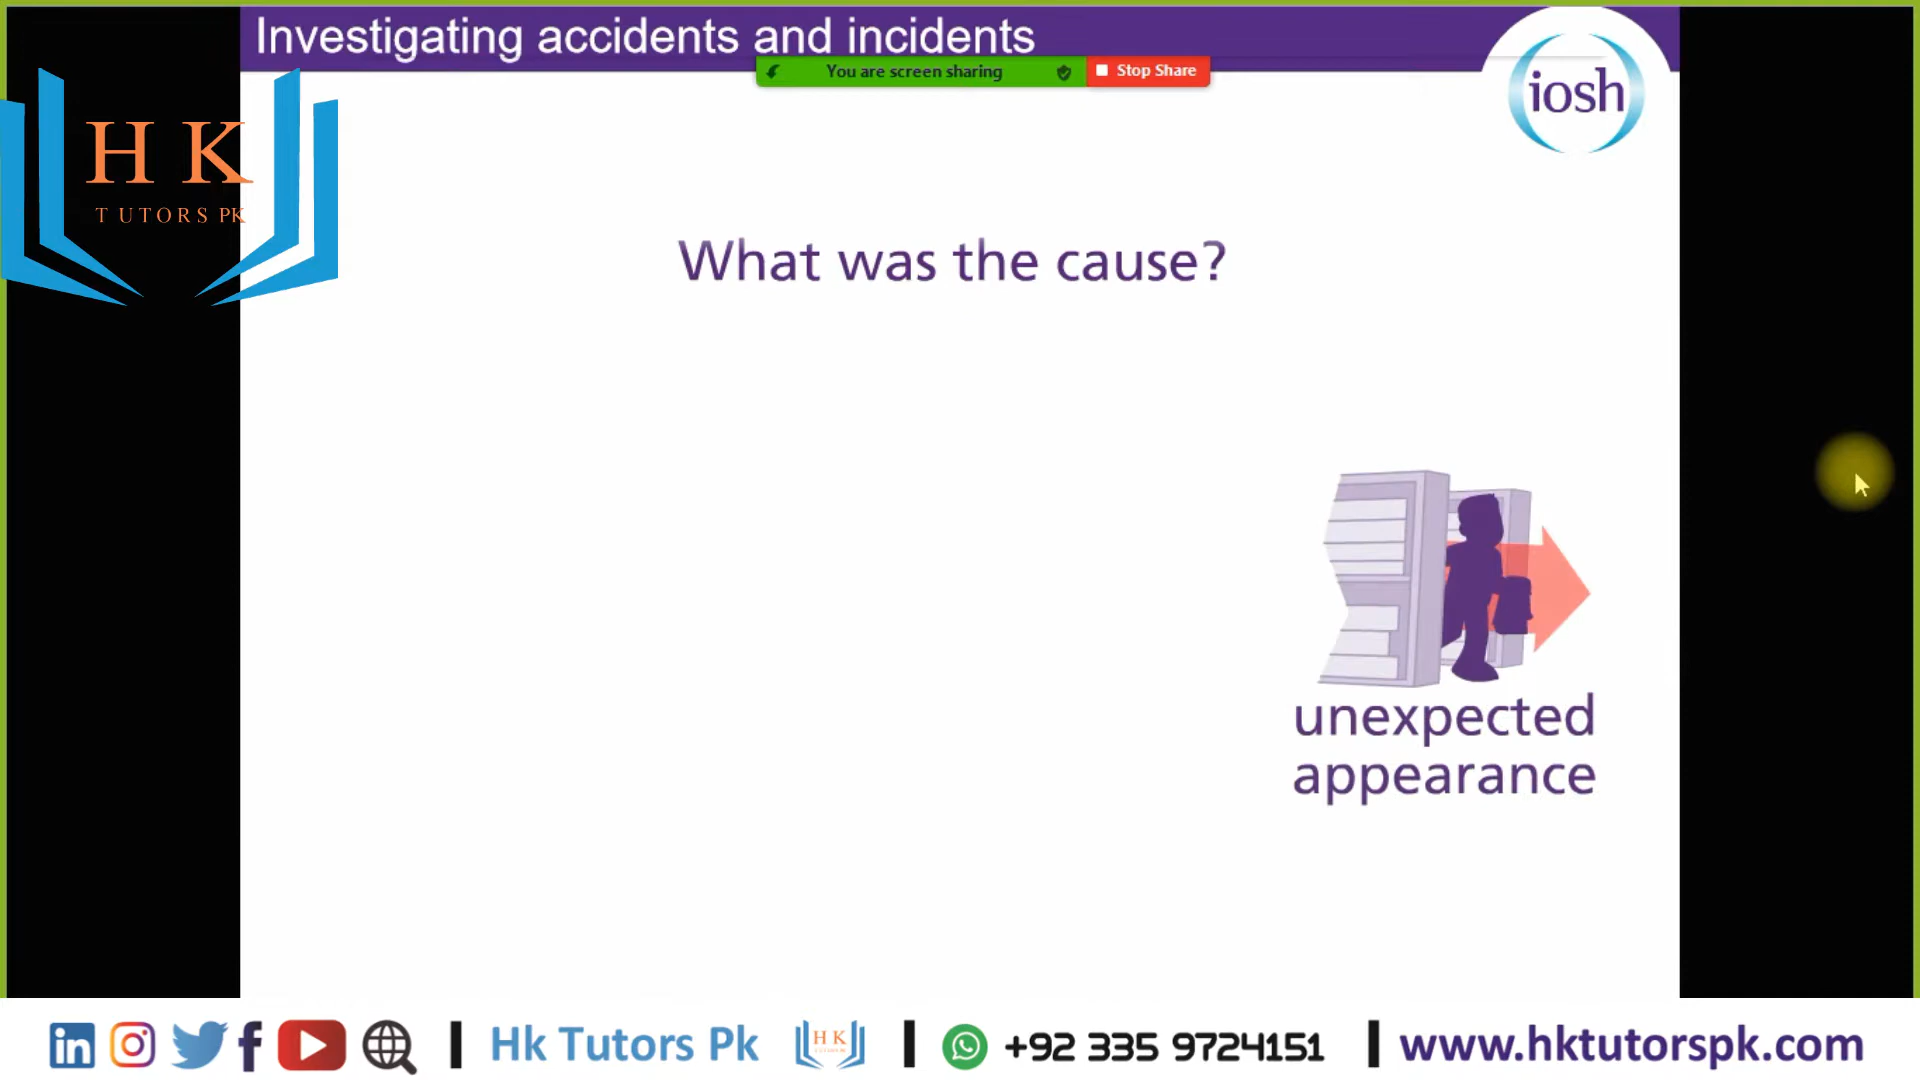 Investigating accidents and incidents
You are screen sharing
Stop Share
iosh
H K
TUTORS PK
What was the cause?
unexpected
appearance
Hk Tutors Pk
H K
+92 335 9724151
www.hktutorspk.com